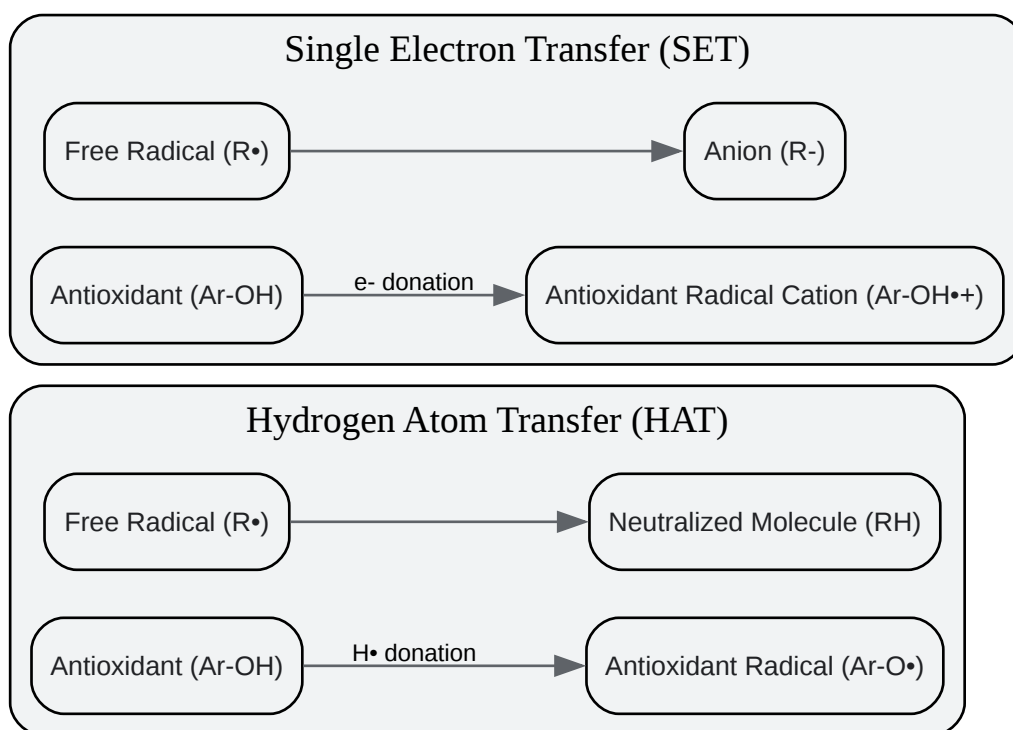 Single Electron Transfer (SET)
Free Radical (R•)
Anion (R-)
Antioxidant (Ar-OH)
e- donation
Antioxidant Radical Cation (Ar-OH•+)
Hydrogen Atom Transfer (HAT)
Free Radical (R•)
Neutralized Molecule (RH)
Antioxidant (Ar-OH)
H• donation
Antioxidant Radical (Ar-O•)